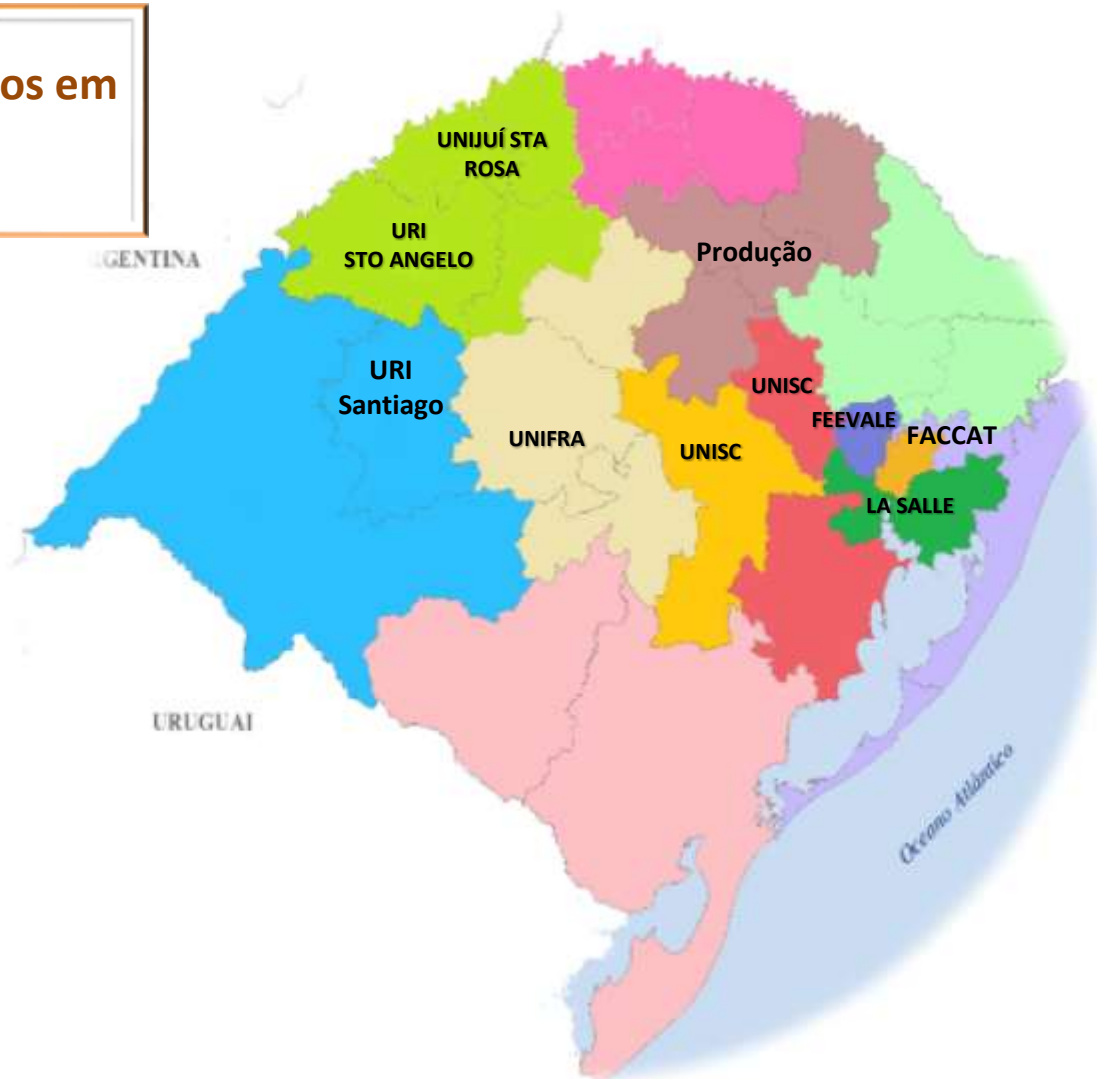 os em
UNIJUÍ STA
ROSA
URI
STO ANGELO
GENTINA
Produção
URI
Santiago
UNISC
FEEVALE
FACCAT
UNIFRA
UNISC
LA SALLE
URUGUAI
Oceano Atlântico